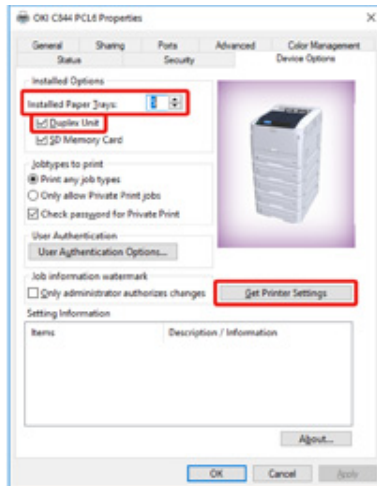 OKI C844 PCL6 Properties
General Sharing Ports Advanced Color Management
Status Security Device Options
Installed Options
Installed Paper Trays:
Duplex Unit
SD Memory Card
Jobtypes to print
Print any job types
Only allow Private Print jobs
Check password for Private Print
User Authentication
User Authentication Options...
Job information watermark
Only administrator authorizes changes
Get Printer Settings
Setting Information
Items Description / Information
About...
OK Cancel Apply